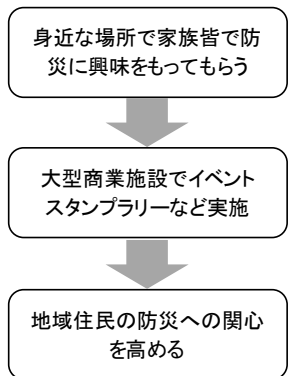 身近な場所で家族皆で防
災に興味をもってもらう
大型商業施設でイベント
スタンプラリーなど実施
地域住民の防災への関心
を高める